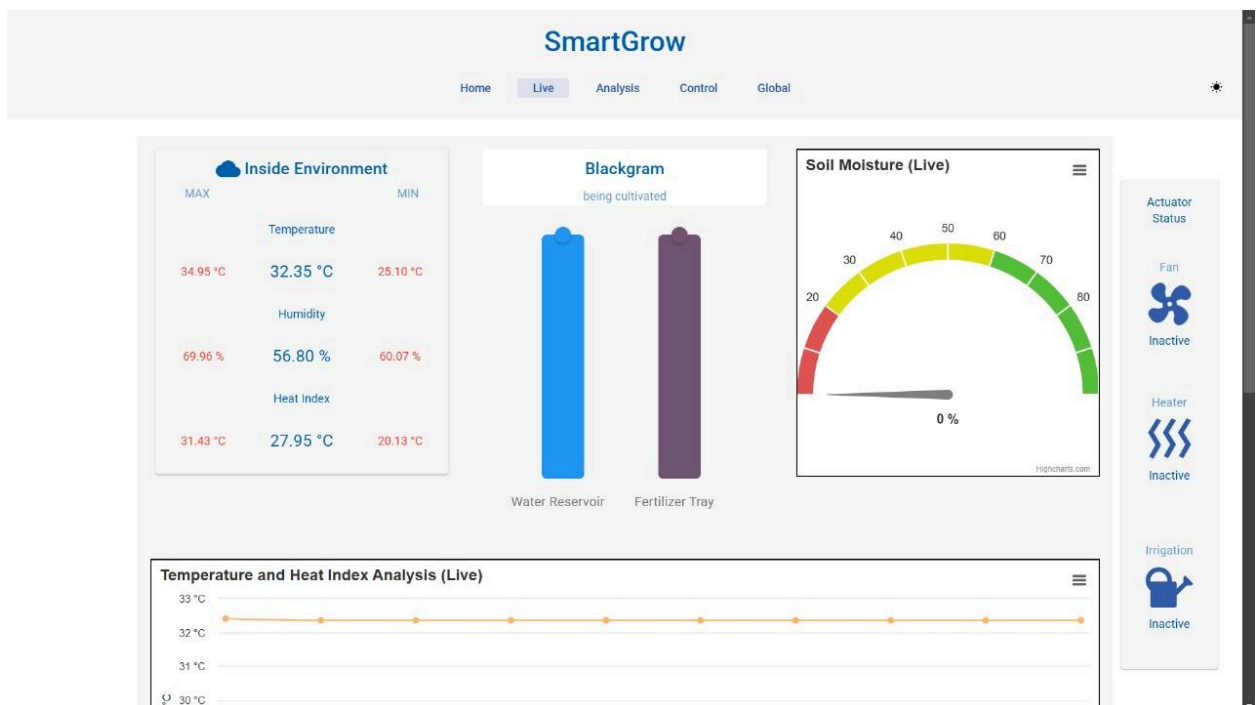 SmartGrow
Home Live Analysis Control Global
Inside Environment
MAX MIN
Temperature
34.95 °C 32.35 °C 25.10 °C
Humidity
69.96 % 56.80 % 60.07 %
Heat Index
31.43 °C 27.95 °C 20.13 °C
Blackgram
being cultivated
Water Reservoir Fertilizer Tray
Soil Moisture (Live)
20 30 40 50 60 70 80
0 %
Highcharts.com
Actuator
Status
Fan
Inactive
Heater
Inactive
Irrigation
Inactive
Temperature and Heat Index Analysis (Live)
33 °C
32 °C
31 °C
30 °C
°C